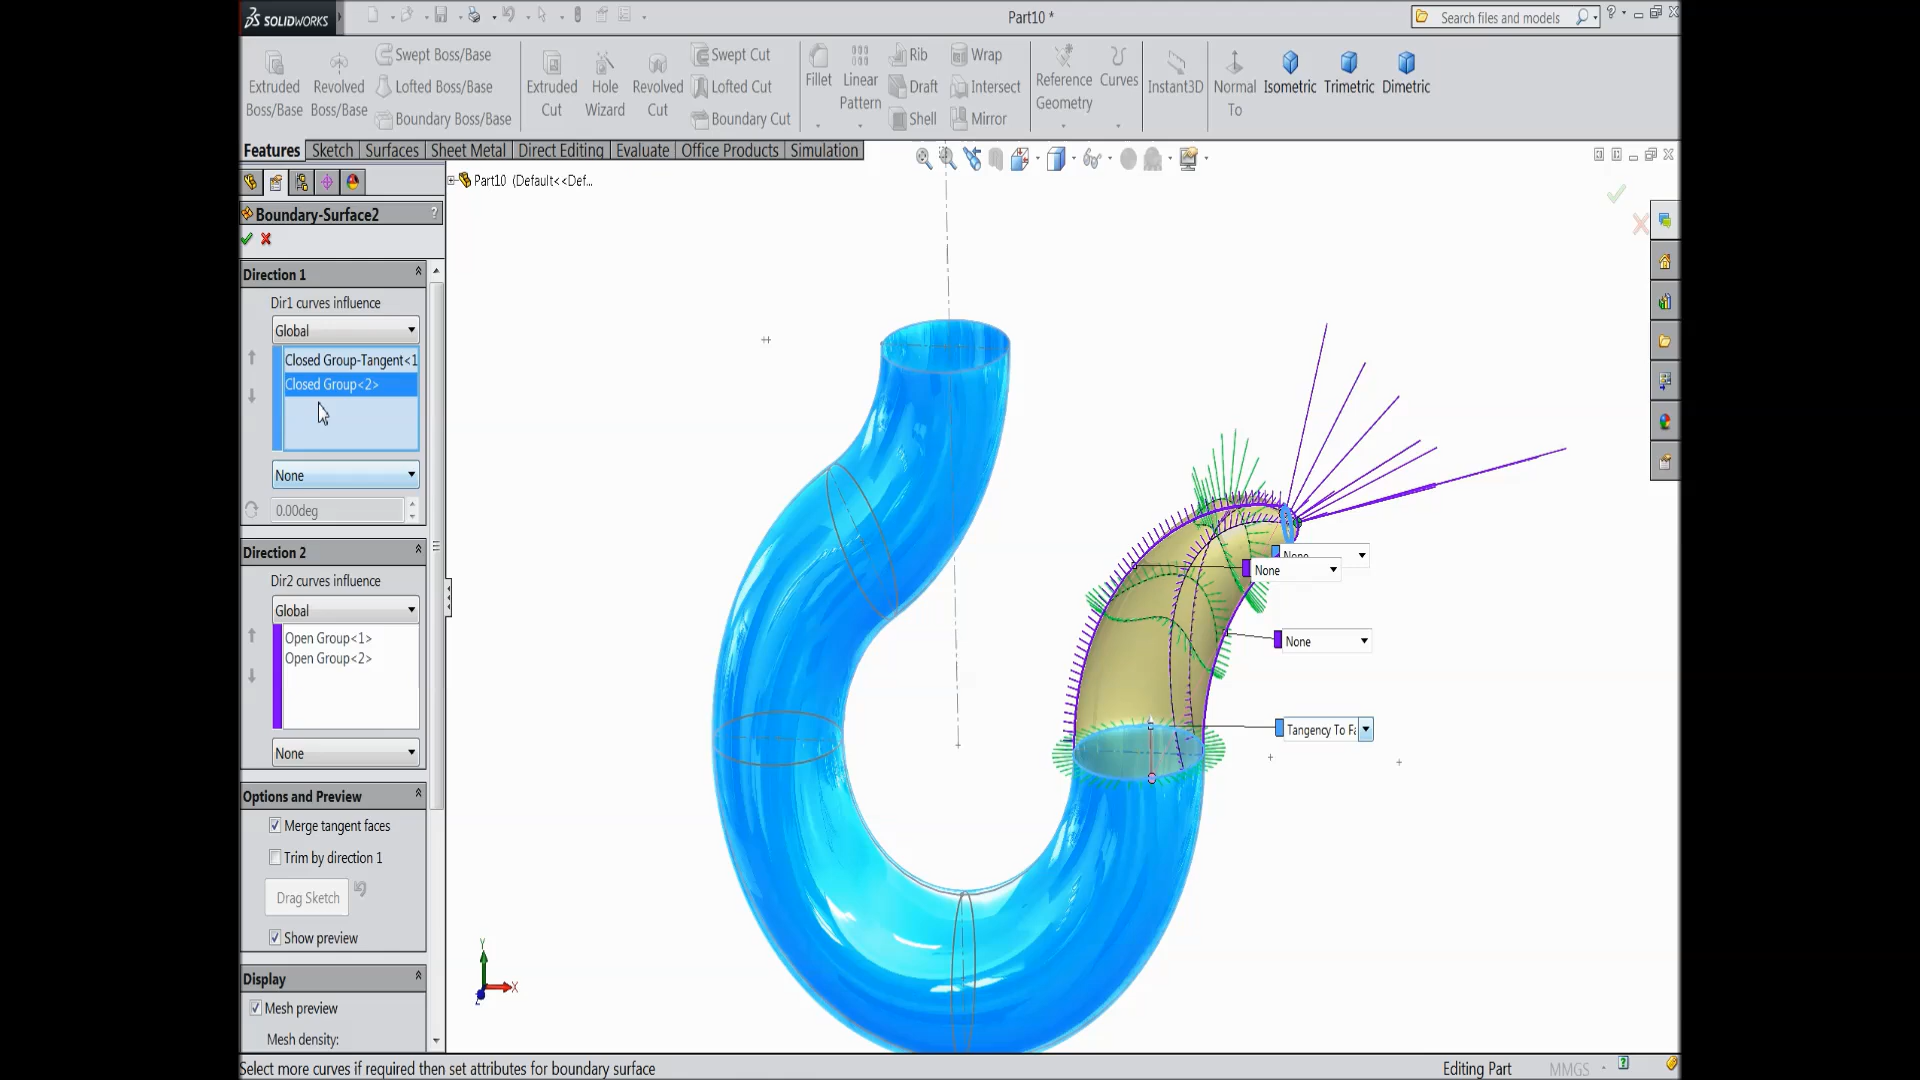 SOLIDWORKS
Part10 *
Search files and models
Extruded Boss/Base
Revolved Boss/Base
Swept Boss/Base
Lofted Boss/Base
Boundary Boss/Base
Extruded Cut
Hole Wizard
Revolved Cut
Swept Cut
Lofted Cut
Boundary Cut
Fillet
Linear Pattern
Rib
Draft
Shell
Wrap
Intersect
Mirror
Reference Geometry
Curves
Instant3D
Normal To
Isometric
Trimetric
Dimetric
Features
Sketch
Surfaces
Sheet Metal
Direct Editing
Evaluate
Office Products
Simulation
Part10 (Default<<Def...
Boundary-Surface2
?
Direction 1
Dir1 curves influence
Global
Closed Group-Tangent<1
Closed Group<2>
None
0.00deg
Direction 2
Dir2 curves influence
Global
Open Group<1>
Open Group<2>
None
Options and Preview
Merge tangent faces
Trim by direction 1
Drag Sketch
Show preview
Display
Mesh preview
Mesh density:
None
None
None
Tangency To Fa
Y
X
Z
Select more curves if required then set attributes for boundary surface
Editing Part
MMGS